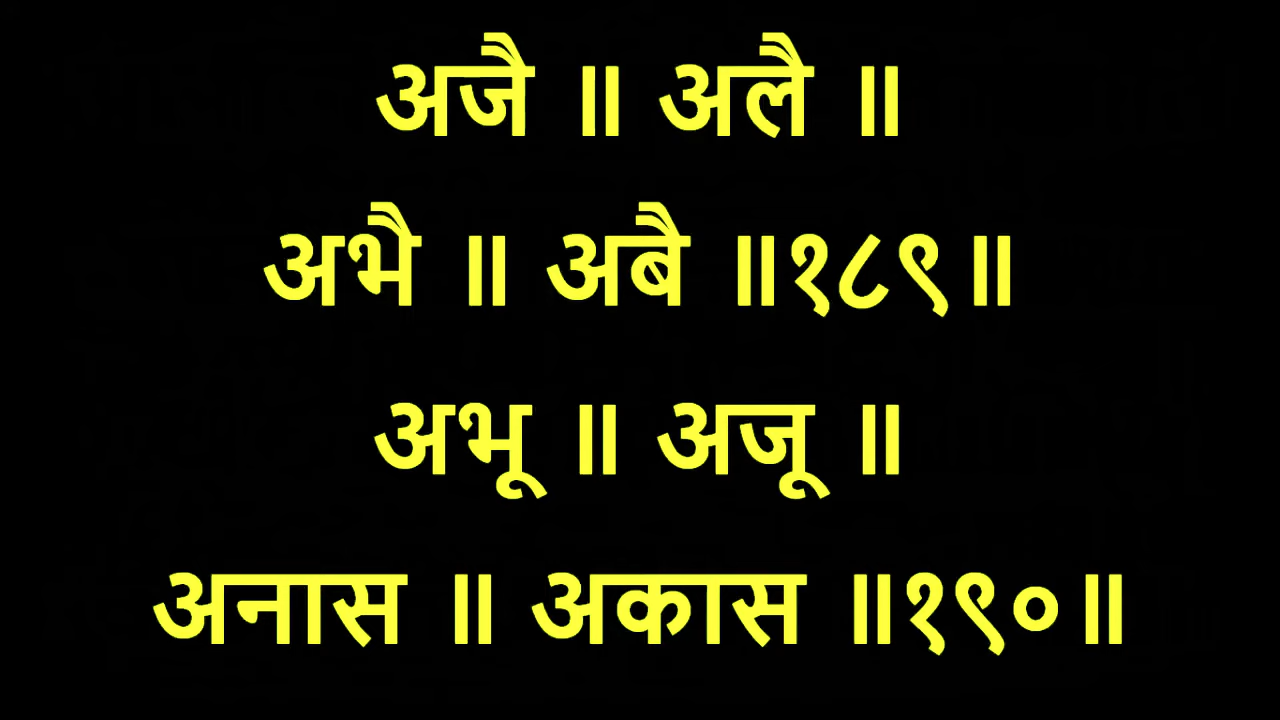 अजै ॥ अलै ॥
अभै ॥ अबै ॥१८९॥
अभू ॥ अजू ॥
अनास ॥ अकास ॥१९०॥